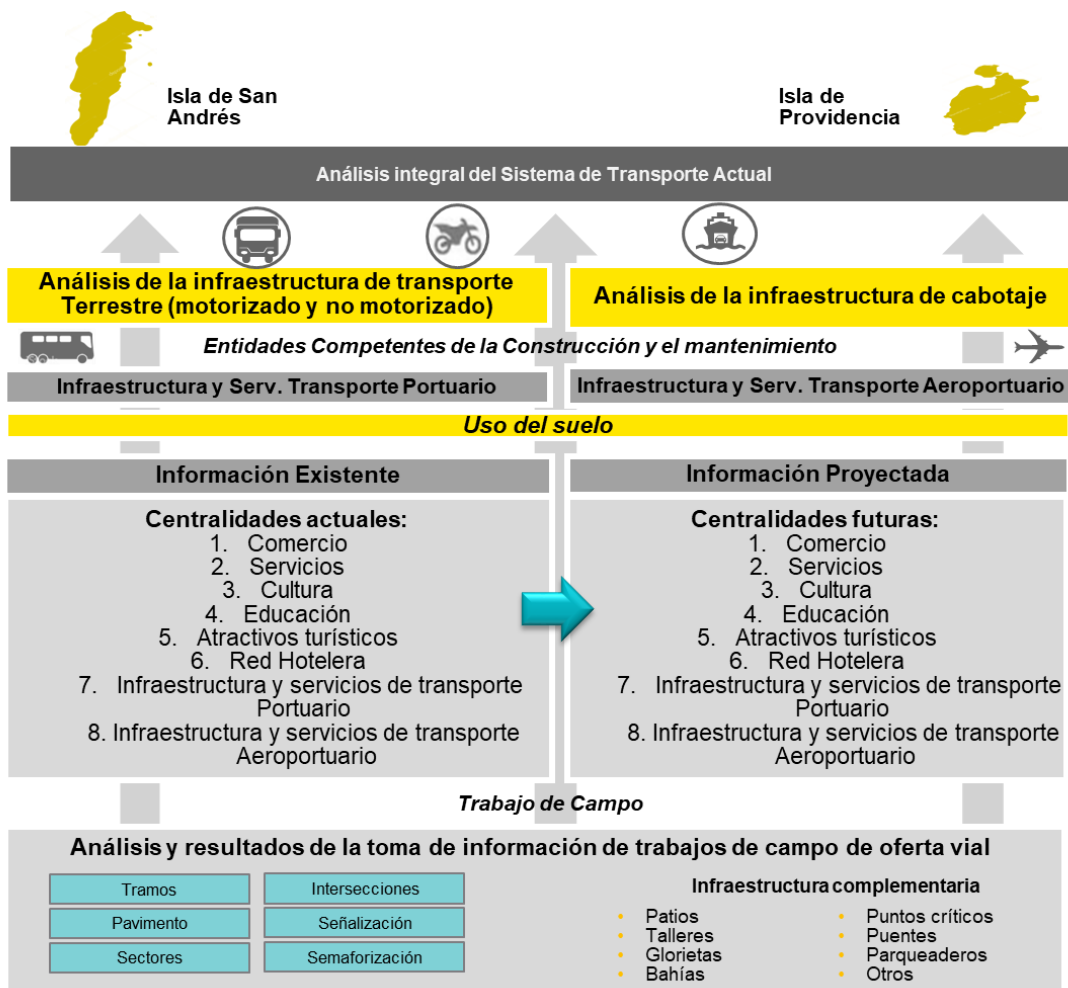 Isla de San
Andrés
Isla de
Providencia
Análisis integral del Sistema de Transporte Actual
Análisis de la infraestructura de transporte
Terrestre (motorizado y no motorizado)
Análisis de la infraestructura de cabotaje
Entidades Competentes de la Construcción y el mantenimiento
Infraestructura y Serv. Transporte Portuario
Infraestructura y Serv. Transporte Aeroportuario
Uso del suelo
Información Existente
Centralidades actuales:
1. Comercio
2. Servicios
3. Cultura
4. Educación
5. Atractivos turísticos
6. Red Hotelera
7. Infraestructura y servicios de transporte
Portuario
8. Infraestructura y servicios de transporte
Aeroportuario
Información Proyectada
Centralidades futuras:
1. Comercio
2. Servicios
3. Cultura
4. Educación
5. Atractivos turísticos
6. Red Hotelera
7. Infraestructura y servicios de transporte
Portuario
8. Infraestructura y servicios de transporte
Aeroportuario
Trabajo de Campo
Análisis y resultados de la toma de información de trabajos de campo de oferta vial
Tramos
Pavimento
Sectores
Intersecciones
Señalización
Semaforización
Infraestructura complementaria
• Patios
• Talleres
• Glorietas
• Bahías
• Puntos críticos
• Puentes
• Parqueaderos
• Otros